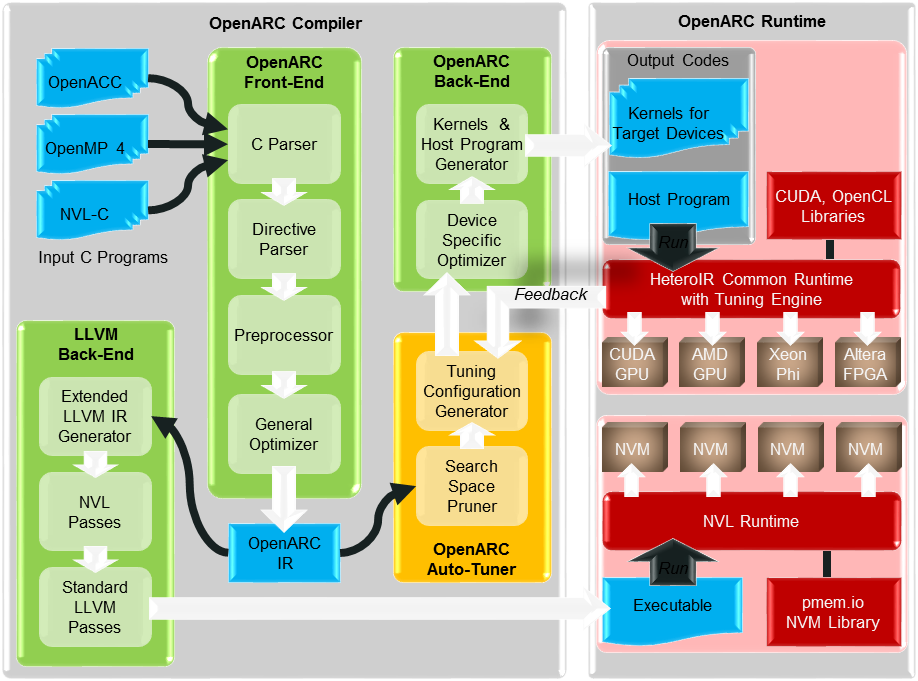 OpenARC Compiler
OpenACC
OpenMP 4
NVL-C
Input C Programs
OpenARC
Front-End
C Parser
Directive
Parser
Preprocessor
General
Optimizer
OpenARC
IR
LLVM
Back-End
Extended
LLVM IR
Generator
NVL
Passes
Standard
LLVM
Passes
OpenARC
Back-End
Kernels &
Host Program
Generator
Device
Specific
Optimizer
Feedback
Tuning
Configuration
Generator
Search
Space
Pruner
OpenARC
Auto-Tuner
OpenARC Runtime
Output Codes
Kernels for
Target Devices
Host Program
Run
CUDA, OpenCL
Libraries
HeteroIR Common Runtime
with Tuning Engine
CUDA
GPU
AMD
GPU
Xeon
Phi
Altera
FPGA
NVM
NVM
NVM
NVM
NVL Runtime
Run
Executable
pmem.io
NVM Library